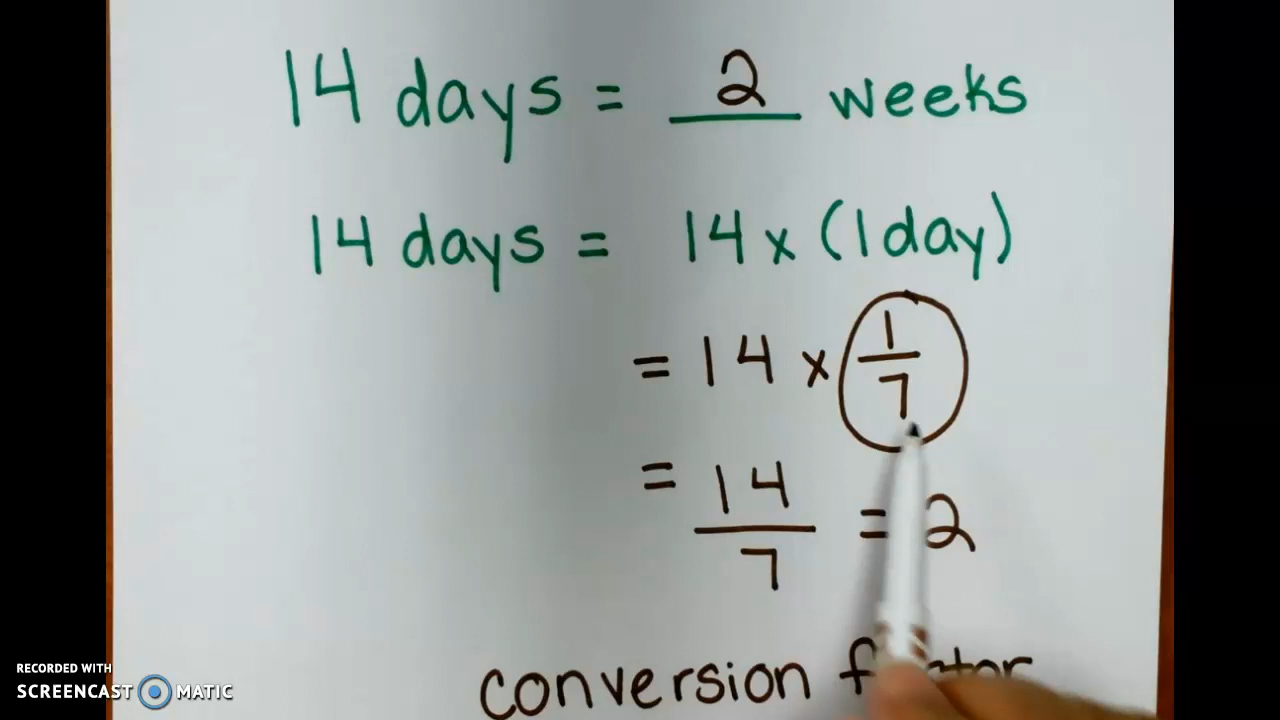 14 days = 2 weeks
14 days = 14 x (1 day)
= 14 x 1/7
= 14/7 = 2
conversion
RECORDED WITH
SCREENCAST MATIC